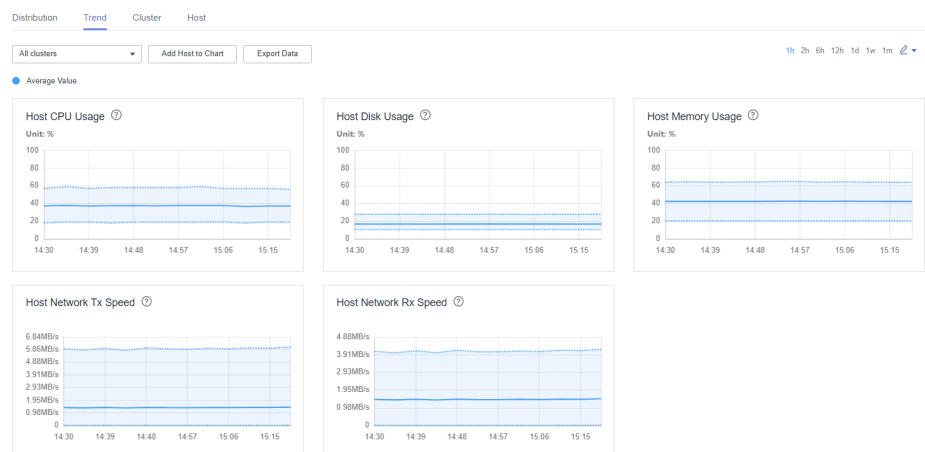 Distribution Trend Cluster Host
All clusters Add Host to Chart Export Data 1h 2h 6h 12h 1d 1w 1m
Average Value
Host CPU Usage ?
Unit: %
100
80
60
40
20
0
14:30 14:39 14:48 14:57 15:06 15:15
Host Disk Usage ?
Unit: %
100
80
60
40
20
0
14:30 14:39 14:48 14:57 15:06 15:15
Host Memory Usage ?
Unit: %
100
80
60
40
20
0
14:30 14:39 14:48 14:57 15:06 15:15
Host Network Tx Speed ?
6.84MB/s
5.86MB/s
4.88MB/s
3.91MB/s
2.93MB/s
1.95MB/s
0.98MB/s
0
14:30 14:39 14:48 14:57 15:06 15:15
Host Network Rx Speed ?
4.88MB/s
3.91MB/s
2.93MB/s
1.95MB/s
0.98MB/s
0
14:30 14:39 14:48 14:57 15:06 15:15